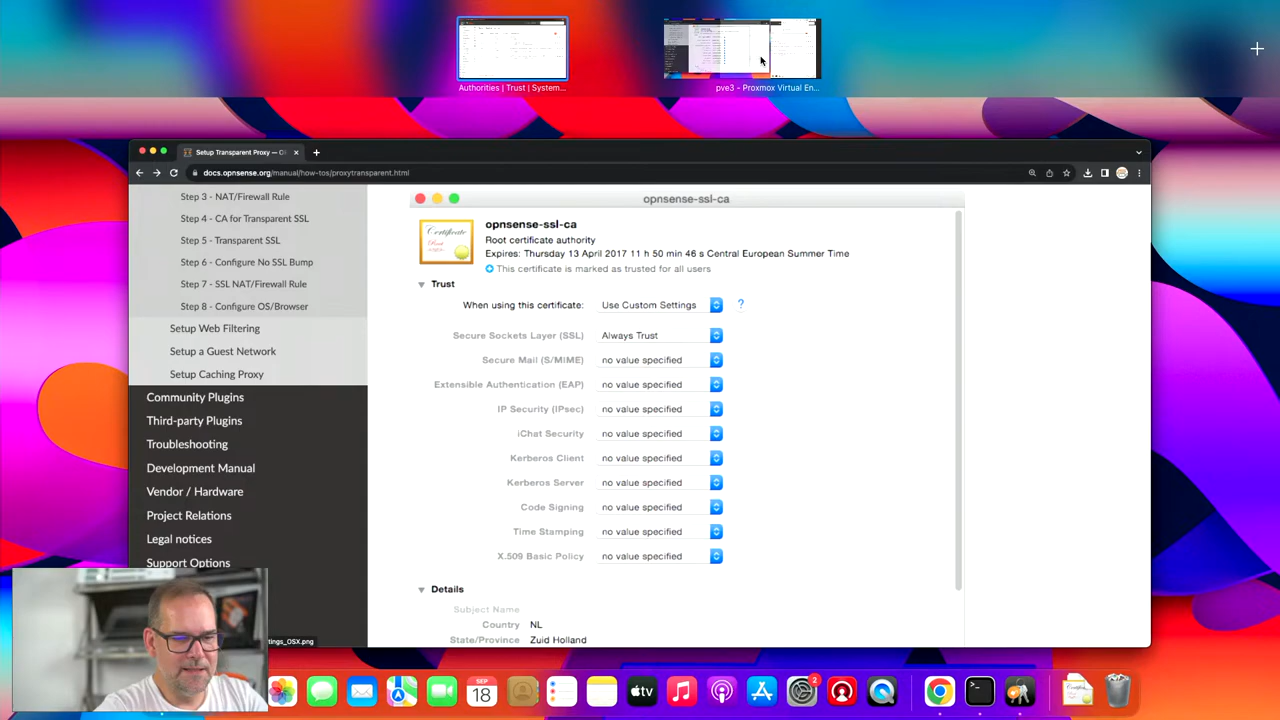 Authorities | Trust | System...
pve3 - Proxmox Virtual En...
Setup Transparent Proxy —
docs.opnsense.org/manual/how-tos/proxytransparent.html
Step 3 - NAT/Firewall Rule
Step 4 - CA for Transparent SSL
Step 5 - Transparent SSL
Step 6 - Configure No SSL Bump
Step 7 - SSL NAT/Firewall Rule
Step 8 - Configure OS/Browser
Setup Web Filtering
Setup a Guest Network
Setup Caching Proxy
Community Plugins
Third-party Plugins
Troubleshooting
Development Manual
Vendor / Hardware
Project Relations
Legal notices
Support Options
tings_OSX.png
opnsense-ssl-ca
opnsense-ssl-ca
Root certificate authority
Expires: Thursday 13 April 2017 11 h 50 min 46 s Central European Summer Time
This certificate is marked as trusted for all users
Trust
When using this certificate: Use Custom Settings ?
Secure Sockets Layer (SSL) Always Trust
Secure Mail (S/MIME) no value specified
Extensible Authentication (EAP) no value specified
IP Security (IPsec) no value specified
iChat Security no value specified
Kerberos Client no value specified
Kerberos Server no value specified
Code Signing no value specified
Time Stamping no value specified
X.509 Basic Policy no value specified
Details
Subject Name
Country NL
State/Province Zuid Holland
SEP
18
tv
2